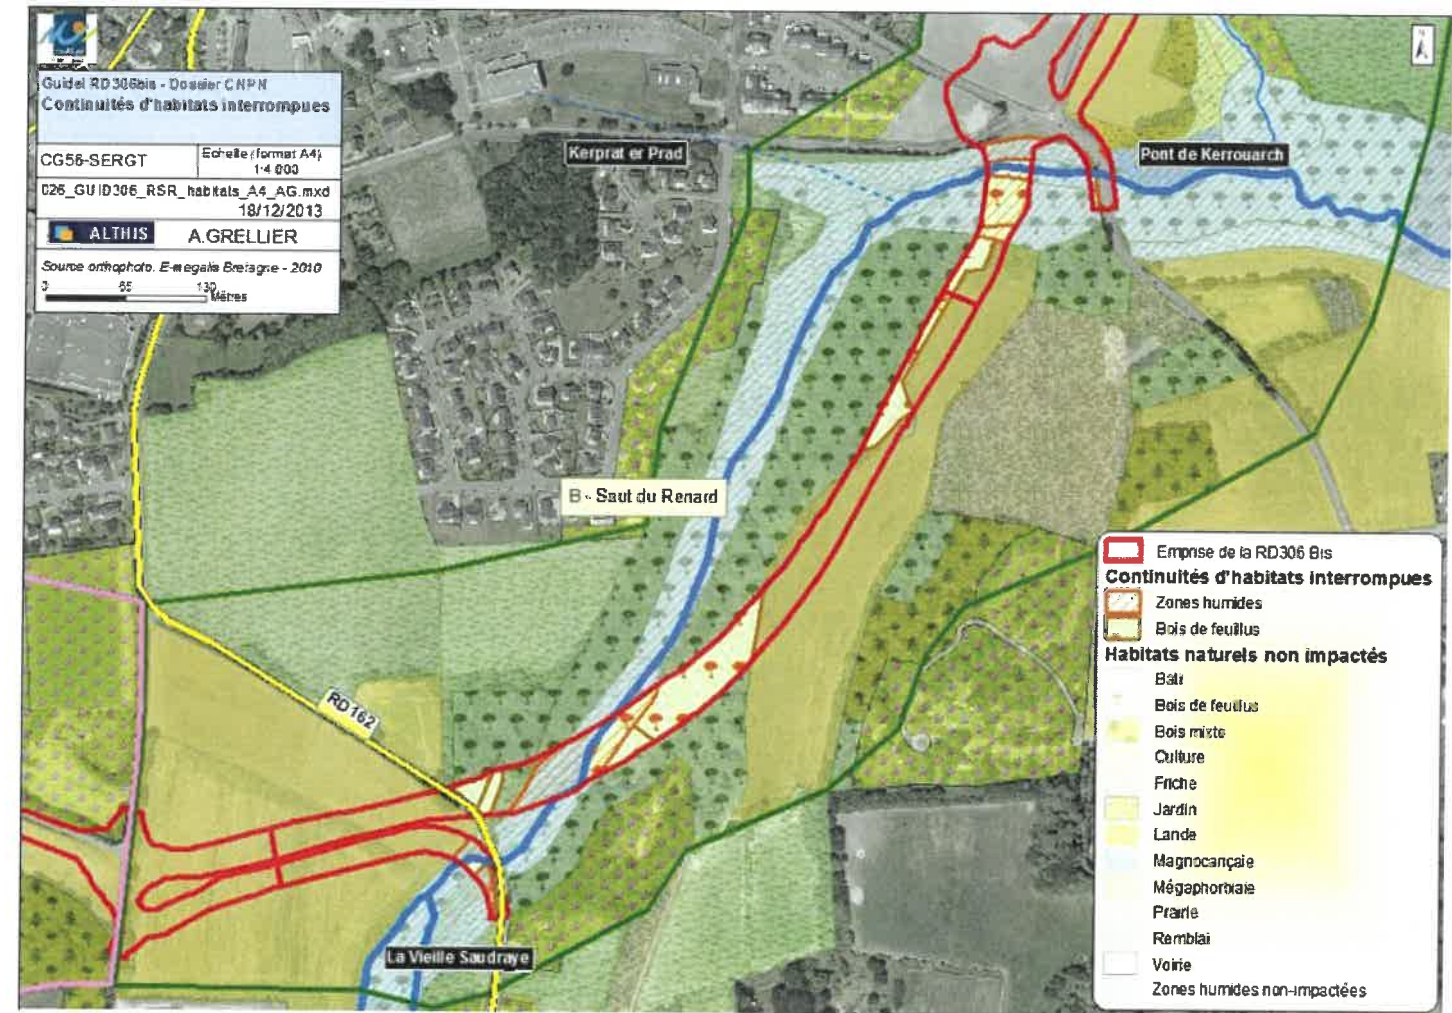 Guidel RD306bis - Dossier CNPN
Continuités d'habitats interrompues
CG56-SERGT
Echelle (format A4)
1:4 000
026_GUID306_RSR_habitats_A4_AG.mxd
18/12/2013
ALTHIS
A.GRELLIER
Source orthophoto. E-megalis Bretagne - 2010
0 65 130
Mètres
Kerprat er Prad
Pont de Kerrouarch
B - Saut du Renard
RD162
La Vieille Saudraye
Emprise de la RD306 Bis
Continuités d'habitats interrompues
Zones humides
Bois de feuillus
Habitats naturels non impactés
Bâti
Bois de feuillus
Bois mixte
Culture
Friche
Jardin
Lande
Magnocariçaie
Mégaphorbiaie
Prairie
Remblai
Voirie
Zones humides non-impactées